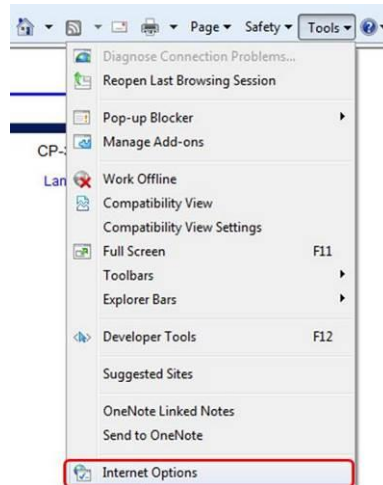 Page Safety Tools
Diagnose Connection Problems...
Reopen Last Browsing Session
Pop-up Blocker
Manage Add-ons
CP-
Lan
Work Offline
Compatibility View
Compatibility View Settings
Full Screen F11
Toolbars
Explorer Bars
Developer Tools F12
Suggested Sites
OneNote Linked Notes
Send to OneNote
Internet Options